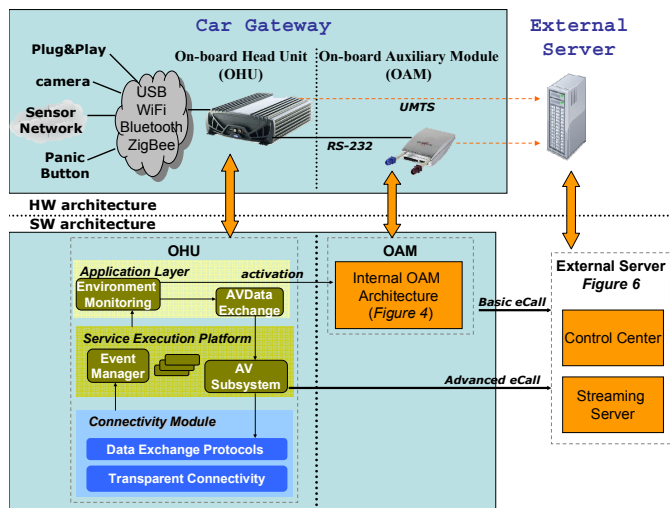 Car Gateway
External
Server
Plug&Play
On-board Head Unit
(OHU)
On-board Auxiliary Module
(OAM)
camera
USB
WiFi
Bluetooth
ZigBee
Sensor
Network
Panic
Button
UMTS
RS-232
HW architecture
SW architecture
OHU
OAM
Application Layer
activation
Environment
Monitoring
AVData
Exchange
Internal OAM
Architecture
(Figure 4)
External Server
Figure 6
Basic eCall
Control Center
Service Execution Platform
Event
Manager
AV
Subsystem
Advanced eCall
Streaming
Server
Connectivity Module
Data Exchange Protocols
Transparent Connectivity